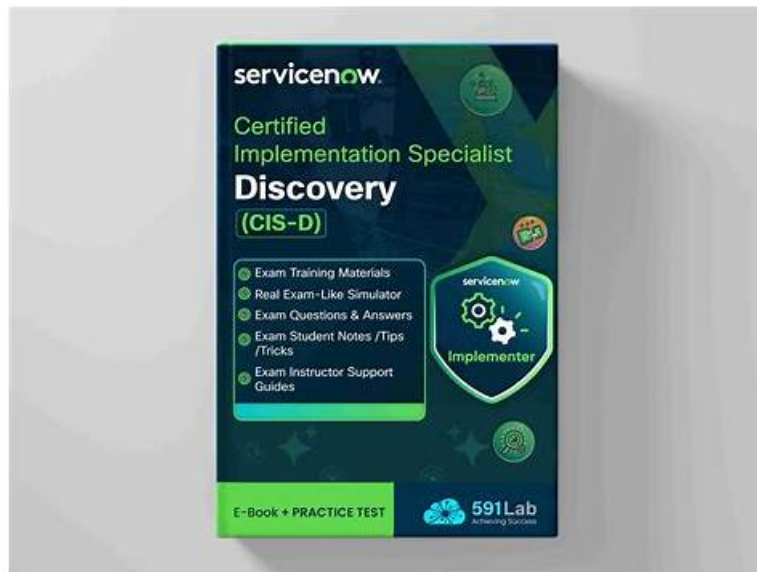 servicenow.
Certified
Implementation Specialist
Discovery
(CIS-D)
Exam Training Materials
Real Exam-Like Simulator
Exam Questions & Answers
Exam Student Notes /Tips
/Tricks
Exam Instructor Support
Guides
servicenow
Implementer
E-Book + PRACTICE TEST
591Lab
Achieving Success